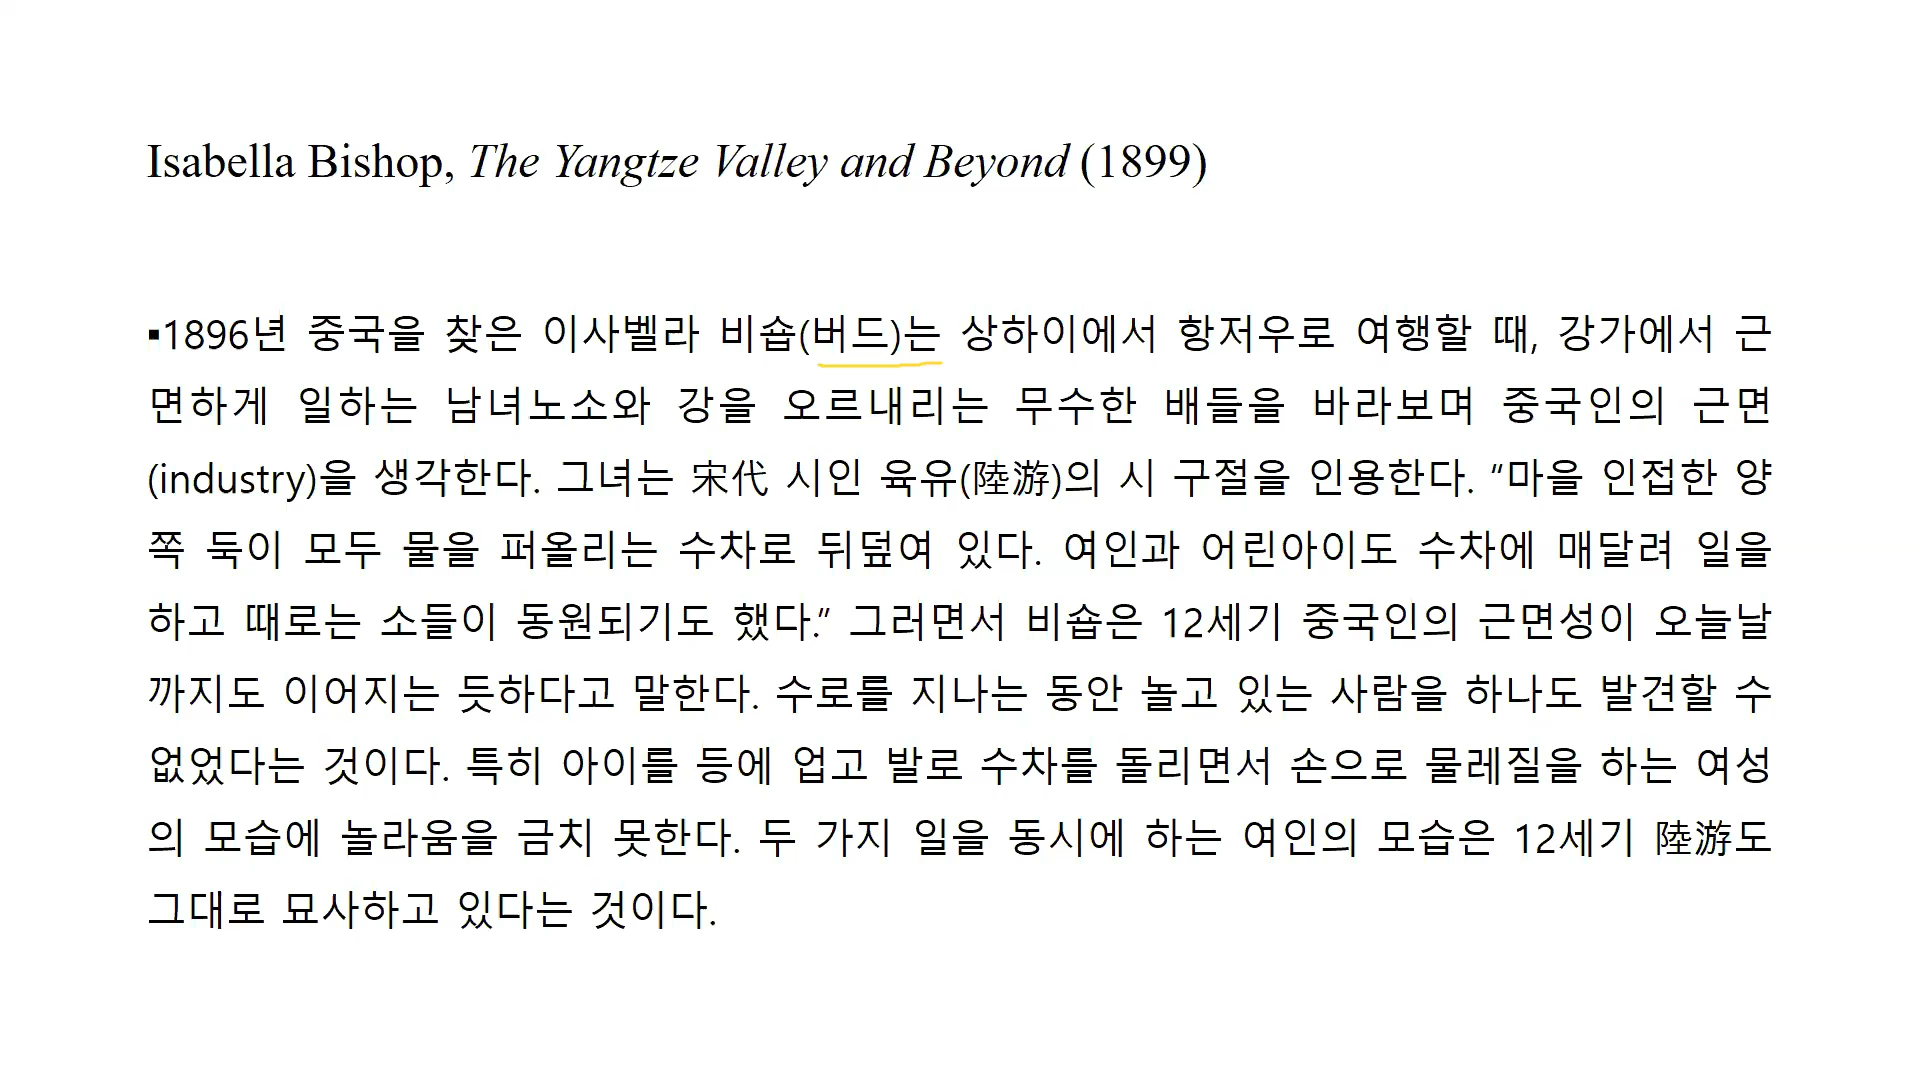 Isabella Bishop, The Yangtze Valley and Beyond (1899)
▪1896년 중국을 찾은 이사벨라 비숍(버드)는 상하이에서 항저우로 여행할 때, 강가에서 근
면하게 일하는 남녀노소와 강을 오르내리는 무수한 배들을 바라보며 중국인의 근면
(industry)을 생각한다. 그녀는 宋代 시인 육유(陸游)의 시 구절을 인용한다. “마을 인접한 양
쪽 둑이 모두 물을 퍼올리는 수차로 뒤덮여 있다. 여인과 어린아이도 수차에 매달려 일을
하고 때로는 소들이 동원되기도 했다.” 그러면서 비숍은 12세기 중국인의 근면성이 오늘날
까지도 이어지는 듯하다고 말한다. 수로를 지나는 동안 놀고 있는 사람을 하나도 발견할 수
없었다는 것이다. 특히 아이를 등에 업고 발로 수차를 돌리면서 손으로 물레질을 하는 여성
의 모습에 놀라움을 금치 못한다. 두 가지 일을 동시에 하는 여인의 모습은 12세기 陸游도
그대로 묘사하고 있다는 것이다.